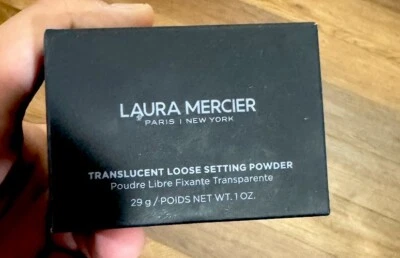 LAURA MERCIER
PARIS | NEW YORK
TRANSLUCENT LOOSE SETTING POWDER
Poudre Libre Fixante Transparente
29 g / POIDS NET WT. 1 OZ.